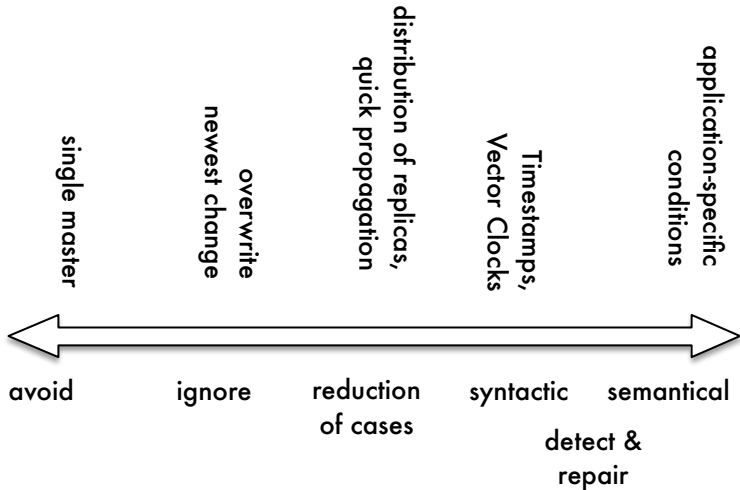 single master
overwrite
newest change
distribution of replicas,
quick propagation
Timestamps,
Vector Clocks
application-specific
conditions
avoid
ignore
reduction
of cases
syntactic
semantical
detect &
repair